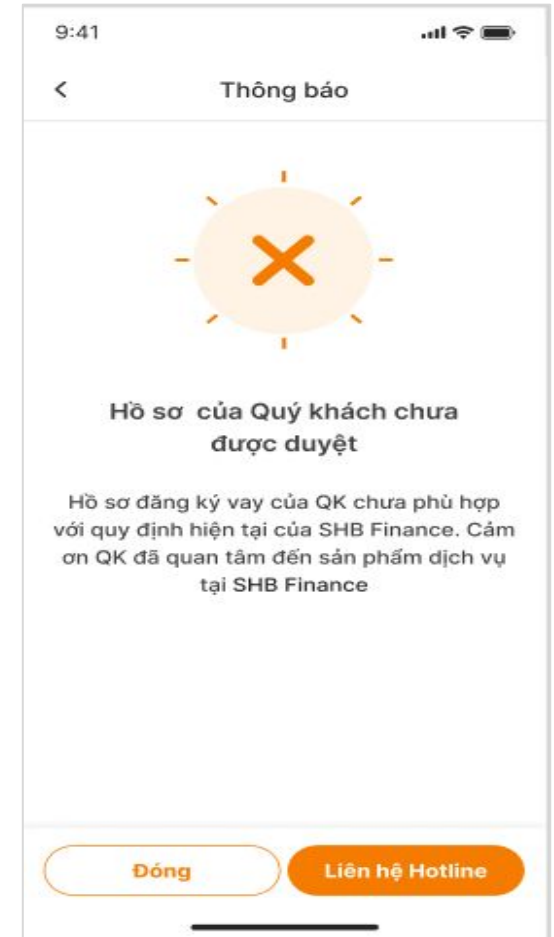 9:41
Thông báo
Hồ sơ của Quý khách chưa
được duyệt
Hồ sơ đăng ký vay của QK chưa phù hợp
với quy định hiện tại của SHB Finance. Cảm
ơn QK đã quan tâm đến sản phẩm dịch vụ
tại SHB Finance
Đóng
Liên hệ Hotline